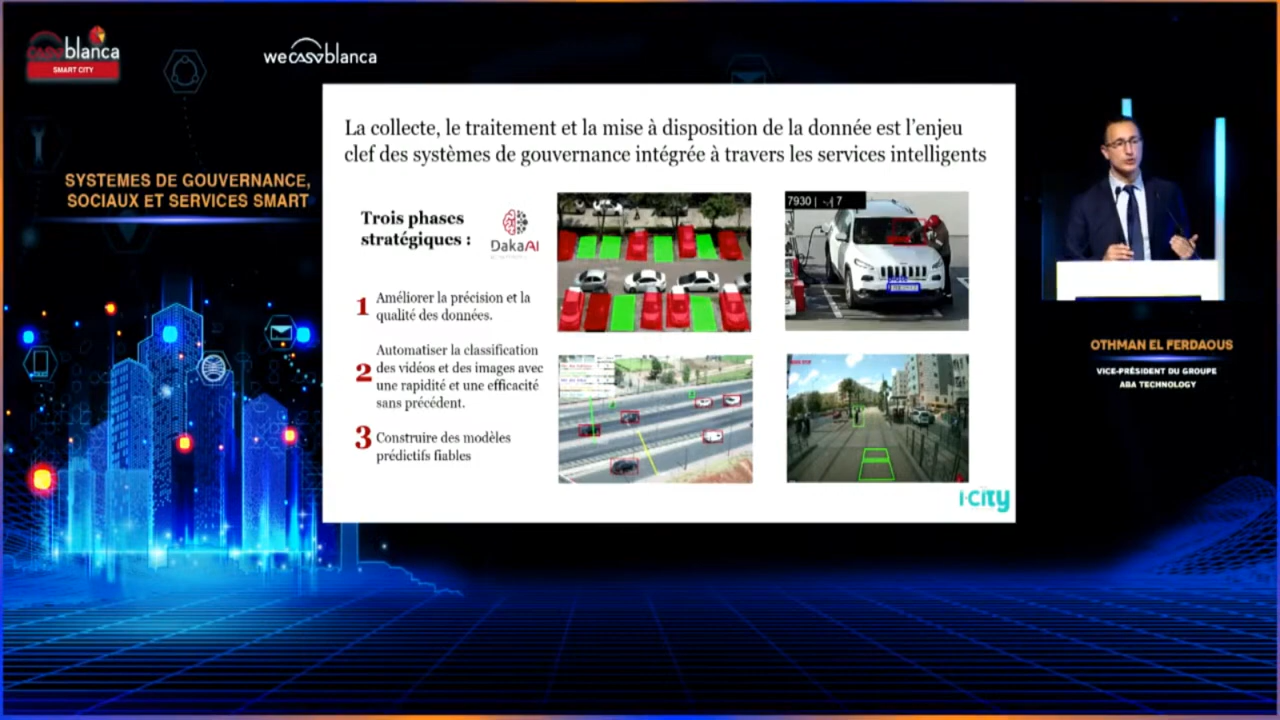 casablanca
SMART CITY
wecasablanca
SYSTEMES DE GOUVERNANCE,
SOCIAUX ET SERVICES SMART
La collecte, le traitement et la mise à disposition de la donnée est l'enjeu
clef des systèmes de gouvernance intégrée à travers les services intelligents
Trois phases
stratégiques :
DakaAI
1 Améliorer la précision et la
qualité des données.
2 Automatiser la classification
des vidéos et des images avec
une rapidité et une efficacité
sans précédent.
3 Construire des modèles
prédictifs fiables
7930 |
7
i-city
OTHMAN EL FERDAOUS
VICE-PRÉSIDENT DU GROUPE
ABA TECHNOLOGY